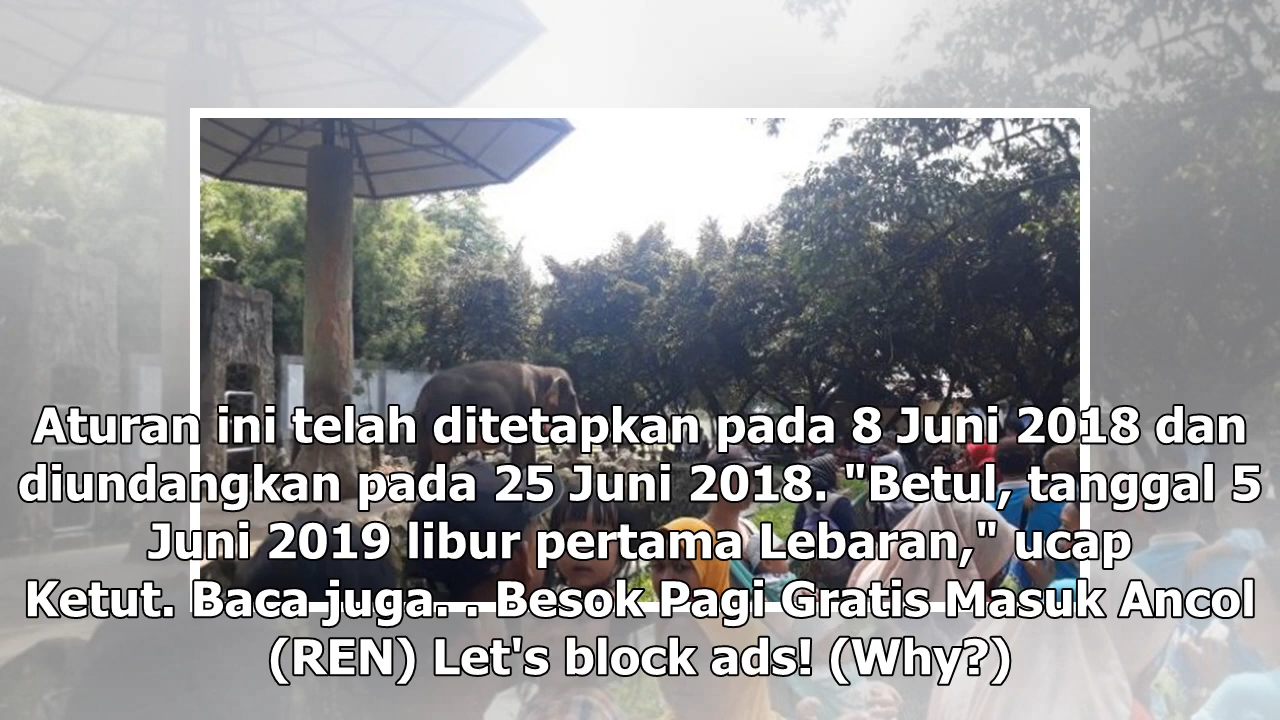 Aturan ini telah ditetapkan pada 8 Juni 2018 dan
diundangkan pada 25 Juni 2018. "Betul, tanggal 5
Juni 2019 libur pertama Lebaran," ucap
Ketut. Baca juga. . Besok Pagi Gratis Masuk Ancol
(REN) Let's block ads! (Why?)